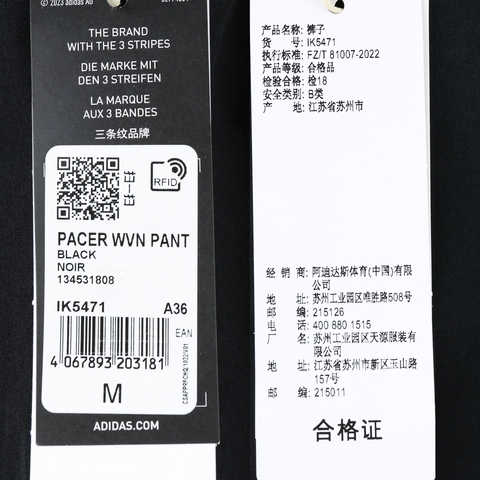 © 2023 adidas AG
THE BRAND
WITH THE 3 STRIPES
DIE MARKE MIT
DEN 3 STREIFEN
LA MARQUE
AUX 3 BANDES
三条纹品牌
RFID
PACER WVN PANT
BLACK
NOIR
134531808
IK5471 A36
EAN
4 067893 203181
M
ADIDAS.COM
产品名称: 裤子
货 号: IK5471
执行标准: FZ/T 81007-2022
产品等级: 合格品
检验合格: 检18
安全类别: B类
产 地: 江苏省苏州市
经 销 商: 阿迪达斯体育(中国)有限
公司
地 址: 苏州工业园区唯胜路508号
邮 编: 215126
电 话: 400 880 1515
厂 名: 苏州工业园区天源服装有
限公司
地 址: 江苏省苏州市新区玉山路
157号
邮 编: 215011
合格证